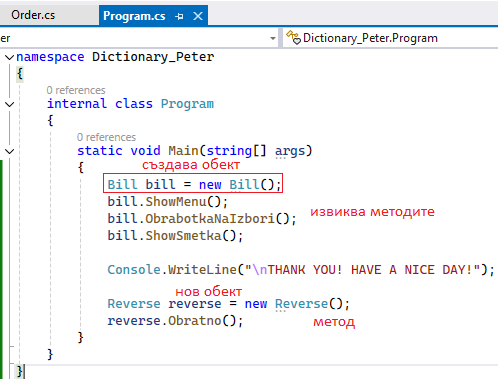 Order.cs Program.cs
er Dictionary_Peter.Program
namespace Dictionary_Peter
{
0 references
internal class Program
{
0 references
static void Main(string[] args)
създава обект
{
Bill bill = new Bill();
bill.ShowMenu();
bill.ObrabotkaNaIzbori(); извиква методите
bill.ShowSmetka();
Console.WriteLine("\nTHANK YOU! HAVE A NICE DAY!");
нов обект
Reverse reverse = new Reverse();
reverse.Obratno(); метод
}
}
}